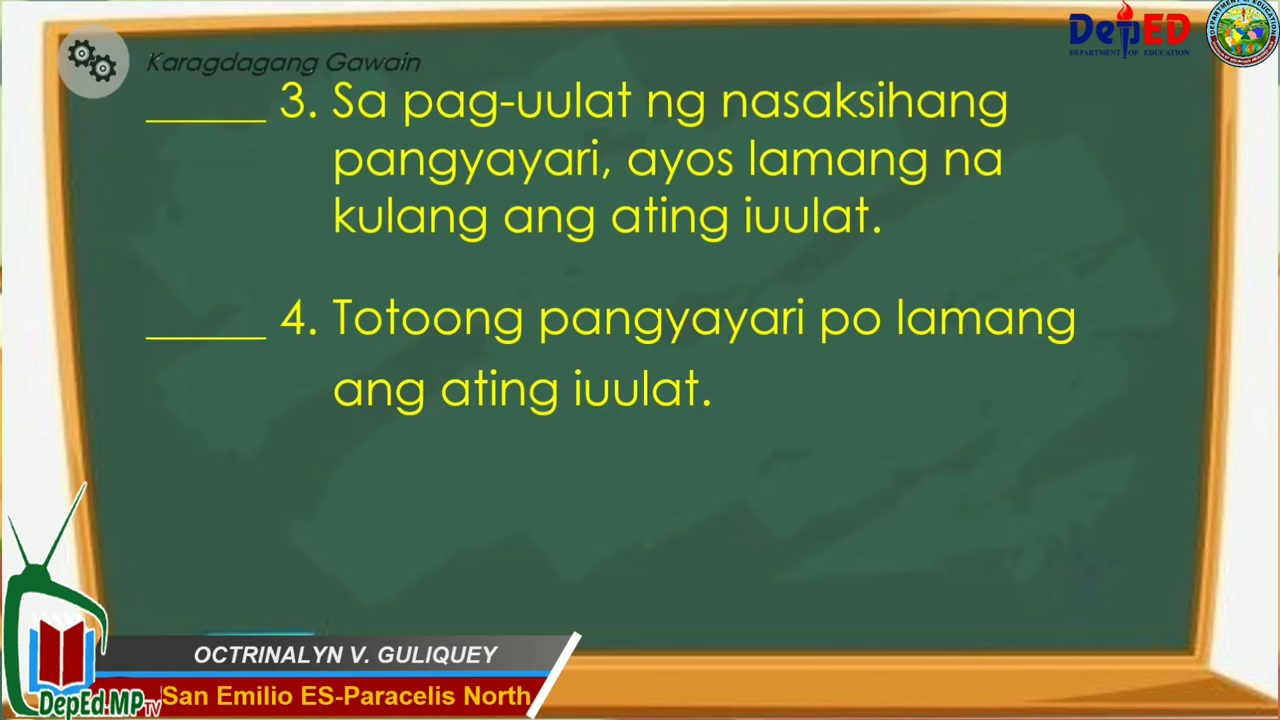 DepED
DEPARTMENT OF EDUCATION
Karagdagang Gawain
_____ 3. Sa pag-uulat ng nasaksihang
pangyayari, ayos lamang na
kulang ang ating iuulat.
_____ 4. Totoong pangyayari po lamang
ang ating iuulat.
OCTRINALYN V. GULIQUEY
San Emilio ES-Paracelis North
DepEd.MP TV